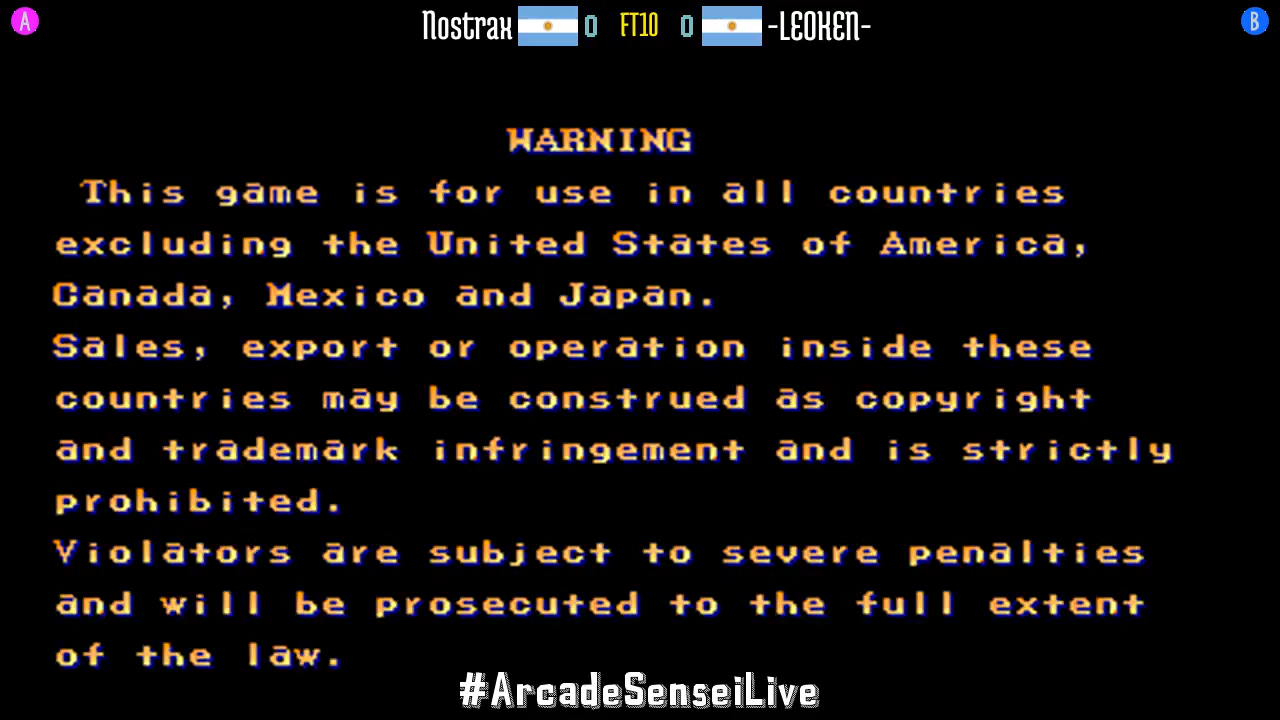 A Nostrax 0 FT10 0 -LEOKEN- B
WARNING
This game is for use in all countries
excluding the United States of America,
Canada, Mexico and Japan.
Sales, export or operation inside these
countries may be construed as copyright
and trademark infringement and is strictly
prohibited.
Violators are subject to severe penalties
and will be prosecuted to the full extent
of the law.
#ArcadeSenseiLive